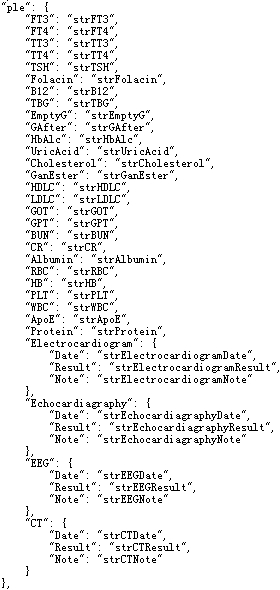 "ple": {
"FT3": "strFT3",
"FT4": "strFT4",
"TT3": "strTT3",
"TT4": "strTT4",
"TSH": "strTSH",
"Folacin": "strFolacin",
"B12": "strB12",
"TBG": "strTBG",
"EmptyG": "strEmptyG",
"GAfter": "strGAfter",
"HbAlc": "strHbAlc",
"UricAcid": "strUricAcid",
"Cholesterol": "strCholesterol",
"GanEster": "strGanEster",
"HDLC": "strHDLC",
"LDLC": "strLDLC",
"GOT": "strGOT",
"GPT": "strGPT",
"BUN": "strBUN",
"CR": "strCR",
"Albumin": "strAlbumin",
"RBC": "strRBC",
"HB": "strHB",
"PLT": "strPLT",
"WBC": "strWBC",
"ApoE": "strApoE",
"Protein": "strProtein",
"Electrocardiogram": {
"Date": "strElectrocardiogramDate",
"Result": "strElectrocardiogramResult",
"Note": "strElectrocardiogramNote"
},
"Echocardiagraphy": {
"Date": "strEchocardiagraphyDate",
"Result": "strEchocardiagraphyResult",
"Note": "strEchocardiagraphyNote"
},
"EEG": {
"Date": "strEEGDate",
"Result": "strEEGResult",
"Note": "strEEGNote"
},
"CT": {
"Date": "strCTDate",
"Result": "strCTResult",
"Note": "strCTNote"
}
},